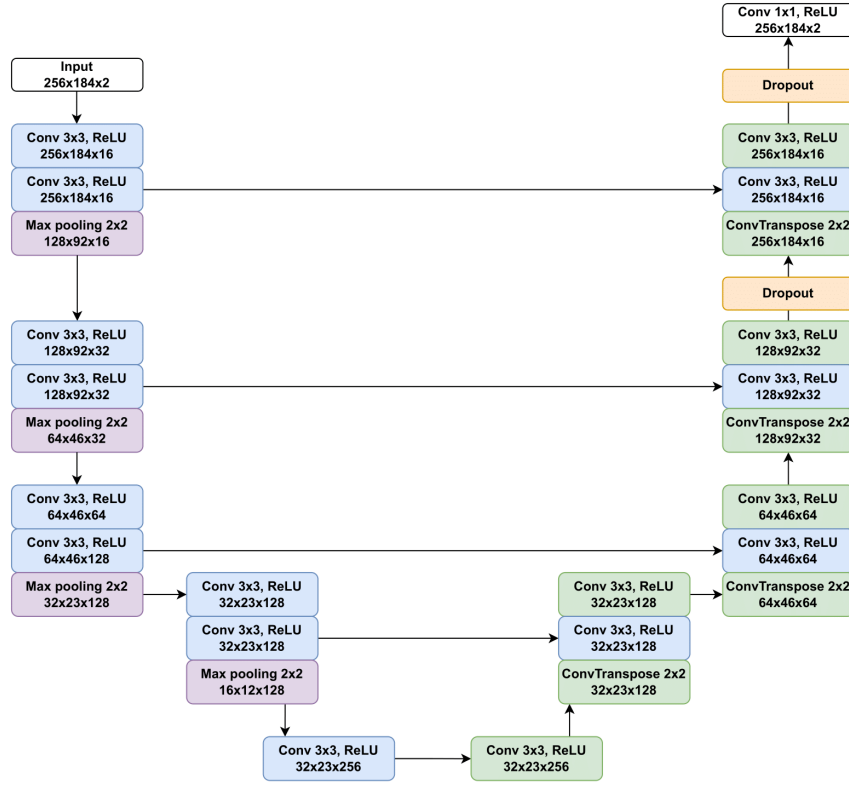 Input
256x184x2
Conv 3x3, ReLU
256x184x16
Conv 3x3, ReLU
256x184x16
Max pooling 2x2
128x92x16
Conv 3x3, ReLU
128x92x32
Conv 3x3, ReLU
128x92x32
Max pooling 2x2
64x46x32
Conv 3x3, ReLU
64x46x64
Conv 3x3, ReLU
64x46x128
Max pooling 2x2
32x23x128
Conv 3x3, ReLU
32x23x128
Conv 3x3, ReLU
32x23x128
Max pooling 2x2
16x12x128
Conv 3x3, ReLU
32x23x256
Conv 3x3, ReLU
32x23x256
Conv 3x3, ReLU
32x23x128
Conv 3x3, ReLU
32x23x128
ConvTranspose 2x2
32x23x128
Conv 1x1, ReLU
256x184x2
Dropout
Conv 3x3, ReLU
256x184x16
Conv 3x3, ReLU
256x184x16
ConvTranspose 2x2
256x184x16
Dropout
Conv 3x3, ReLU
128x92x32
Conv 3x3, ReLU
128x92x32
ConvTranspose 2x2
128x92x32
Conv 3x3, ReLU
64x46x64
Conv 3x3, ReLU
64x46x64
ConvTranspose 2x2
64x46x64